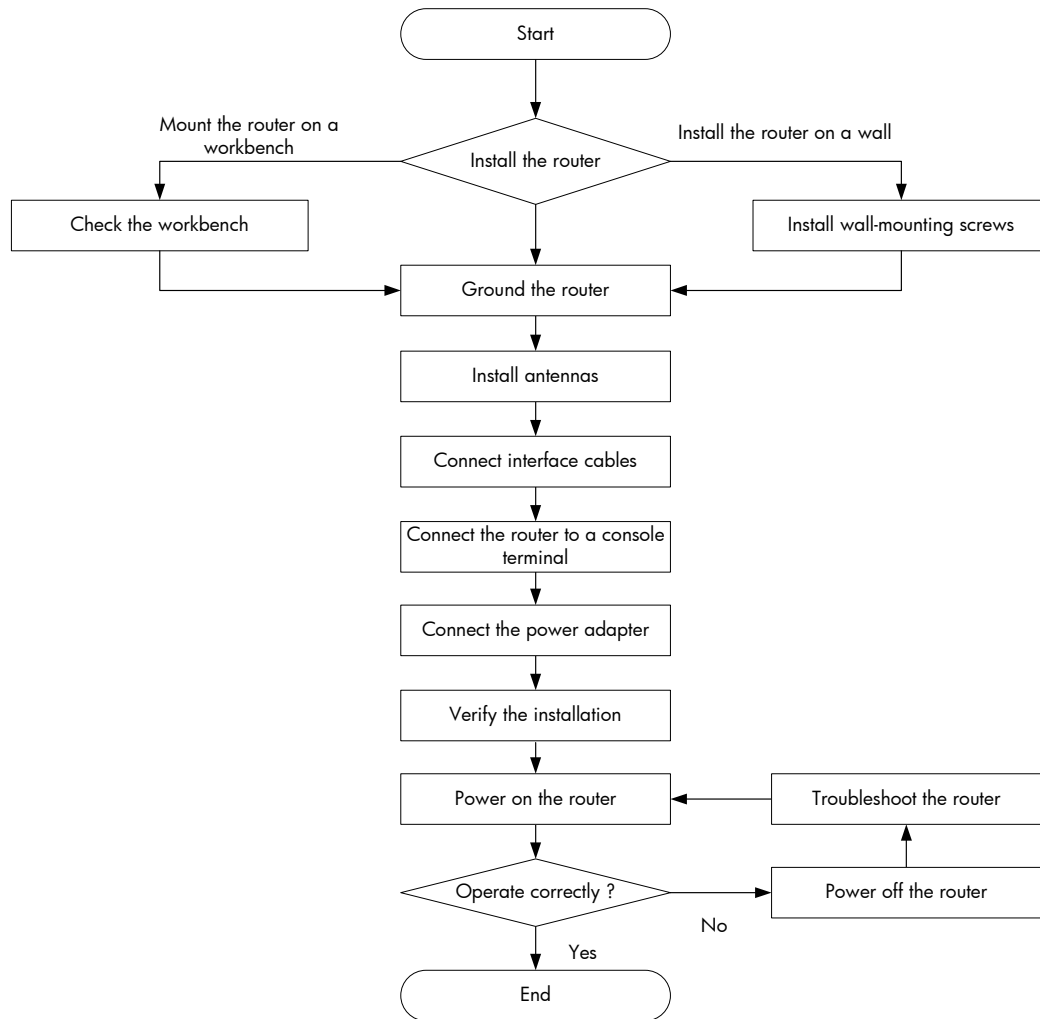 Start
Mount the router on a
workbench
Install the router on a wall
Install the router
Check the workbench
Install wall-mounting screws
Ground the router
Install antennas
Connect interface cables
Connect the router to a console
terminal
Connect the power adapter
Verify the installation
Power on the router
Troubleshoot the router
Operate correctly ?
Power off the router
No
Yes
End